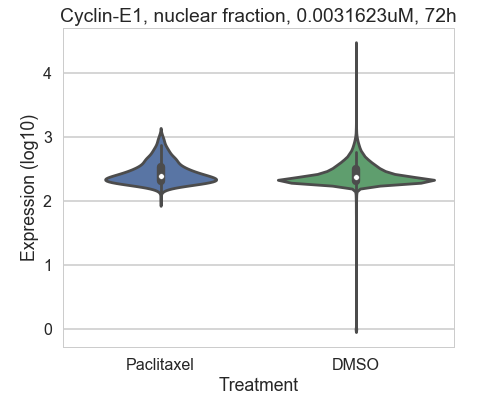 Cyclin-E1, nuclear fraction, 0.0031623uM, 72h
Expression (log10)
4
3
2
1
0
Paclitaxel
DMSO
Treatment